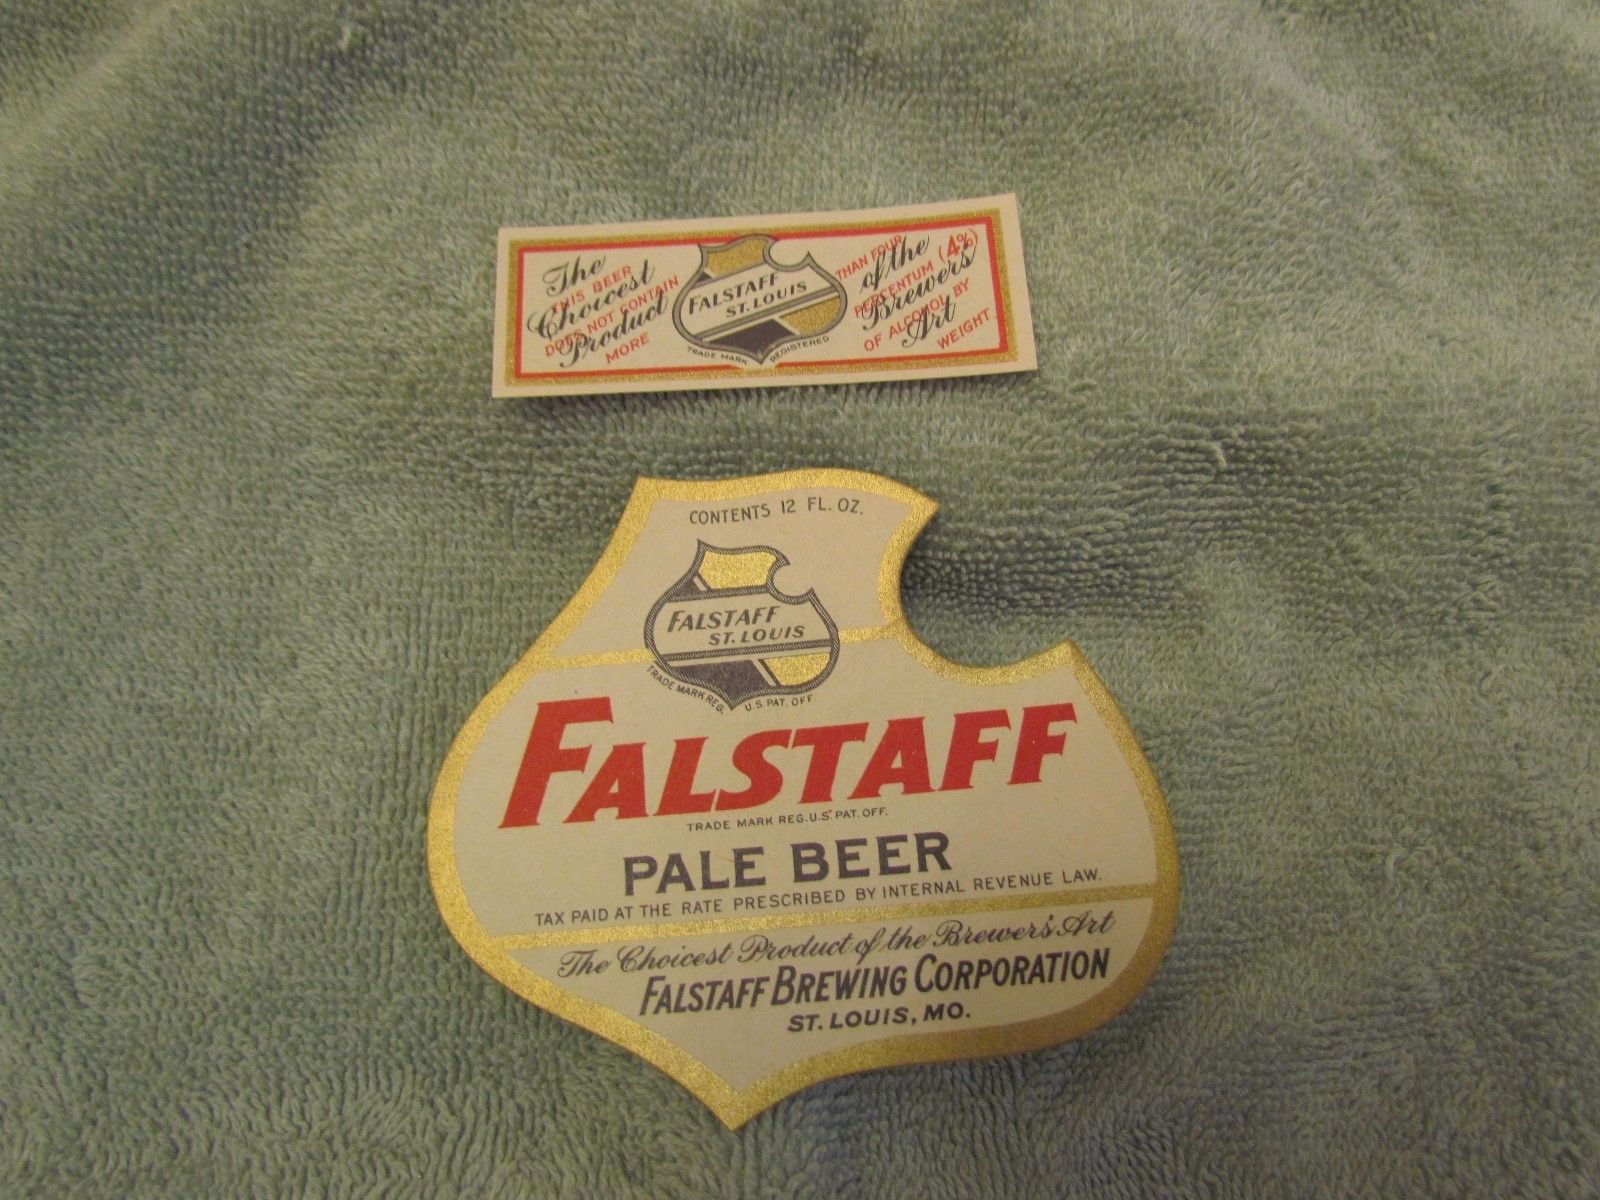 The
Choicest
Product
THIS BEER
DOES NOT CONTAIN
MORE
FALSTAFF
ST. LOUIS
TRADE MARK REGISTERED
of the
Brewers
Art
THAN FOUR
PERCENTUM (4%)
OF ALCOHOL BY
WEIGHT
CONTENTS 12 FL. OZ.
FALSTAFF
ST. LOUIS
TRADE MARK REG. U.S. PAT. OFF.
FALSTAFF
TRADE MARK REG. U.S. PAT. OFF.
PALE BEER
TAX PAID AT THE RATE PRESCRIBED BY INTERNAL REVENUE LAW.
The Choicest Product of the Brewer's Art
FALSTAFF BREWING CORPORATION
ST. LOUIS, MO.